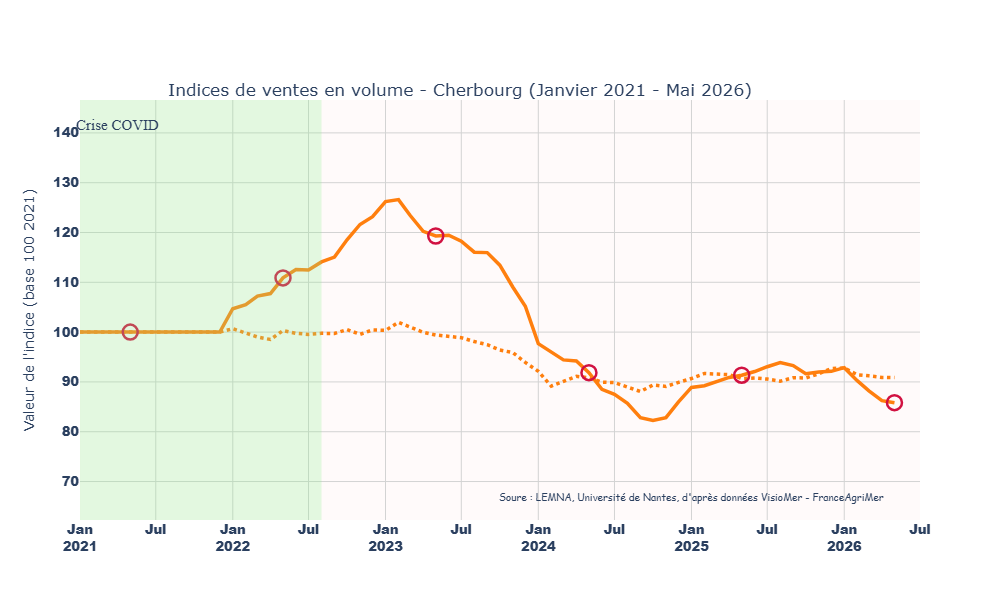 Indices de ventes en volume - Cherbourg (Janvier 2021 - Mai 2026)
Crise COVID
Valeur de l'indice (base 100 2021)
140
130
120
110
100
90
80
70
Soure : LEMNA, Université de Nantes, d'après données VisioMer - FranceAgriMer
Jan Jul Jan Jul Jan Jul Jan Jul Jan Jul Jan Jul
2021 2022 2023 2024 2025 2026